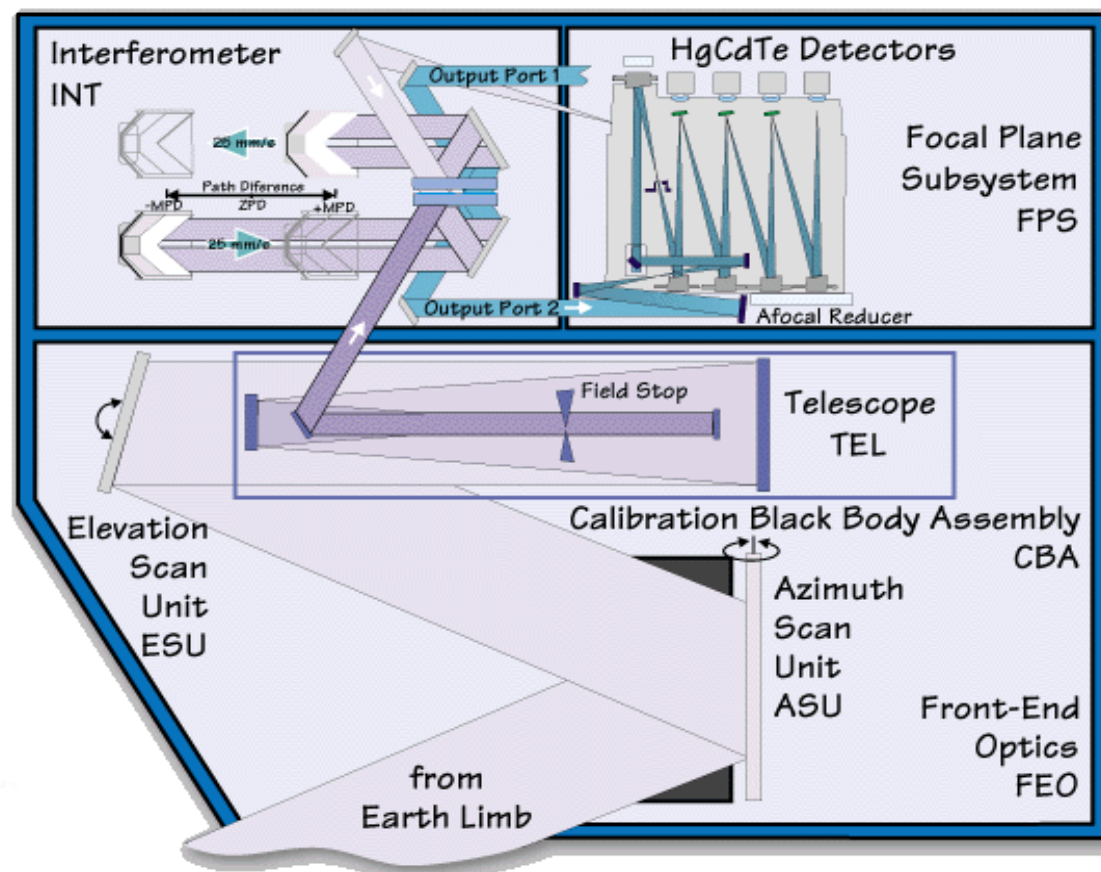 Interferometer
INT
Output Port 1
25 mm/s
Path Diference
-MPD
ZPD
+MPD
25 mm/s
Output Port 2
HgCdTe Detectors
Focal Plane
Subsystem
FPS
Afocal Reducer
Field Stop
Telescope
TEL
Elevation
Scan
Unit
ESU
Calibration Black Body Assembly
CBA
Azimuth
Scan
Unit
ASU
Front-End
Optics
FEO
from
Earth Limb